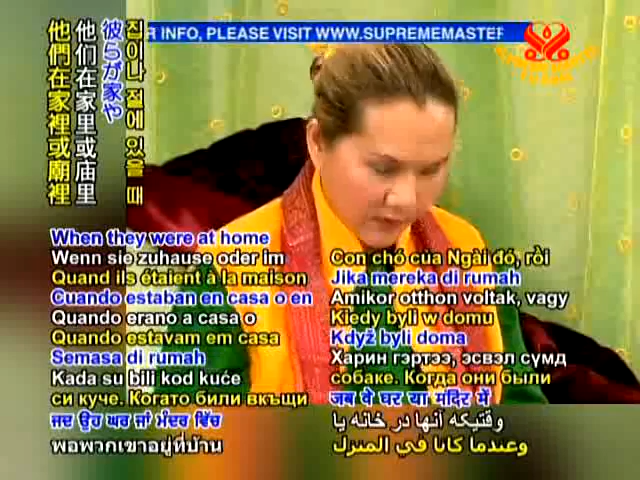 R INFO, PLEASE VISIT WWW.SUPREMEMASTER
집이나 절에 있을 때
彼らが家や
他们在家里或庙里
他們在家裡或廟裡
When they were at home
Wenn sie zuhause oder im
Quand ils étaient à la maison
Cuando estaban en casa o en
Quando erano a casa o
Quando estavam em casa
Semasa di rumah
Kada su bili kod kuće
си куче. Когато били вкъщи
ਜਦ ਉਹ ਘਰ ਜਾਂ ਮੰਦਰ ਵਿੱਚ
พอพวกเขาอยู่ที่บ้าน
Con chó của Ngài đó, rồi
Jika mereka di rumah
Amikor otthon voltak, vagy
Kiedy byli w domu
Když byli doma
Харин гэртээ, эсвэл сүмд
собаке. Когда они были
जब वे घर या मंदिर में
وقتیکه آنها در خانه یا
وعندما كانا في المنزل